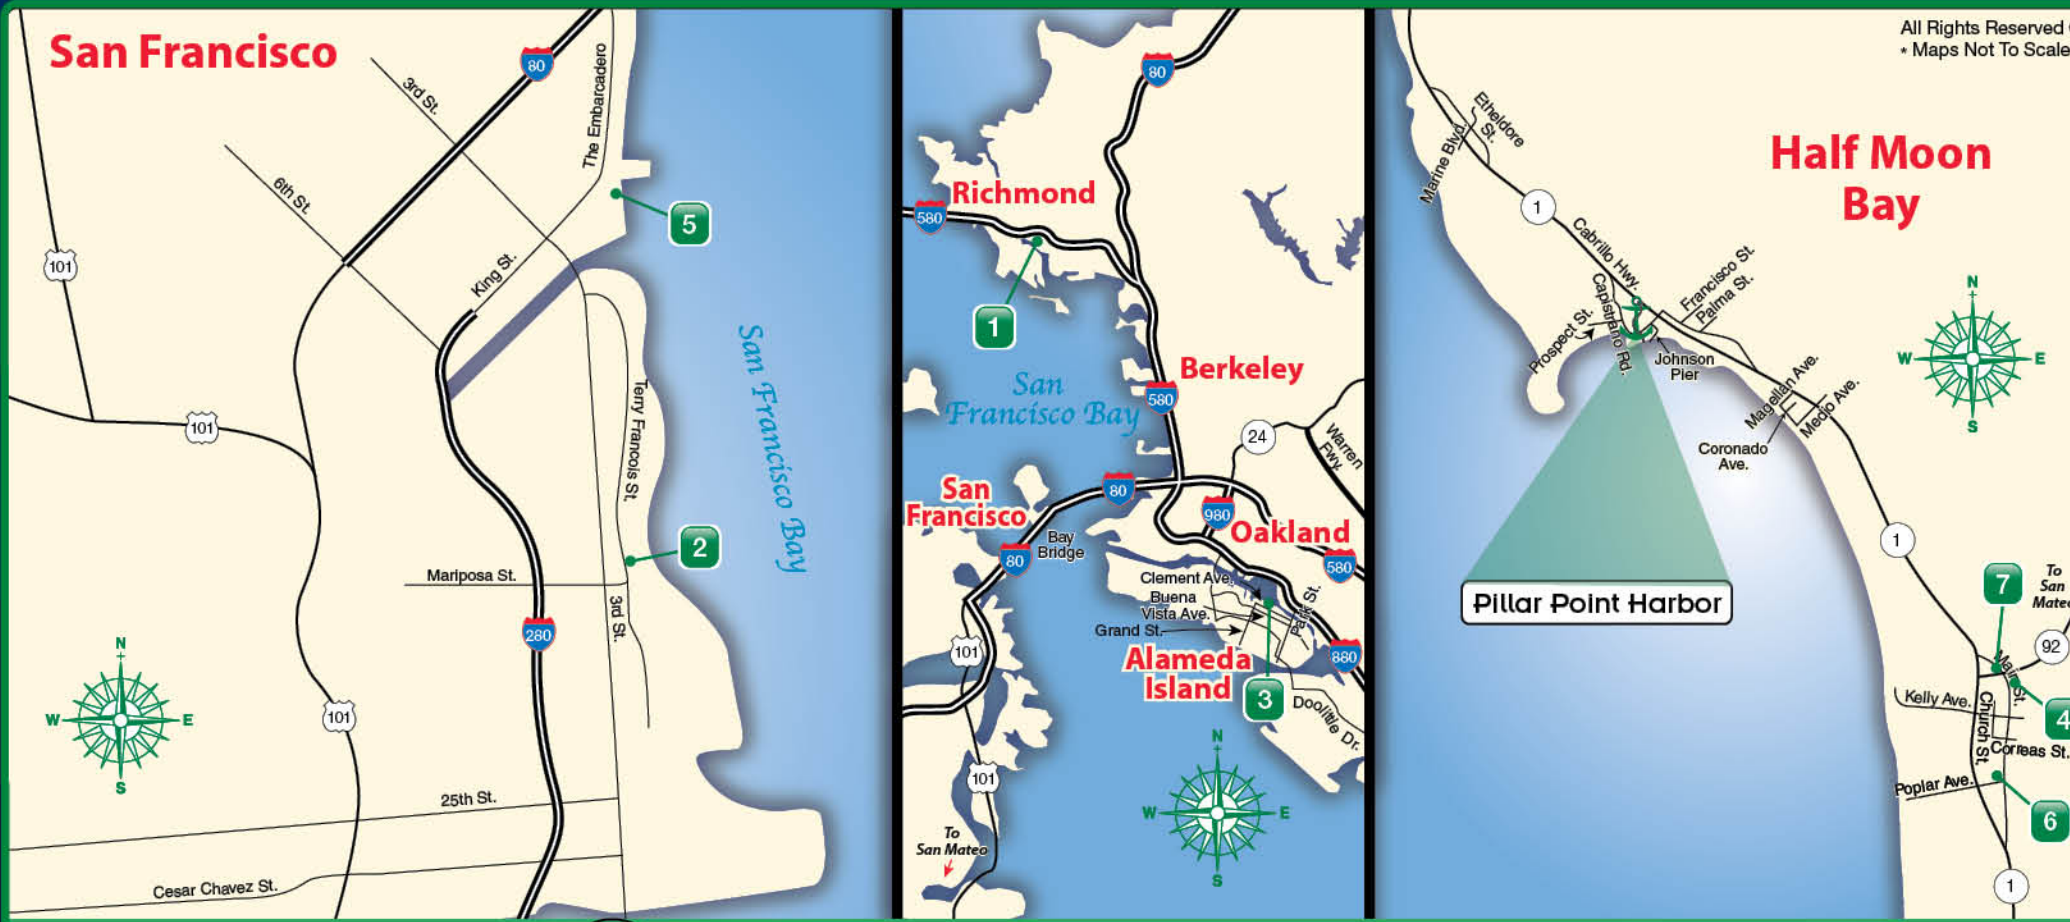 San Francisco
80
3rd St.
The Embarcadero
6th St.
5
101
King St.
San Francisco Bay
Terry Francois St.
101
2
Mariposa St.
3rd St.
280
N
W E
S
101
25th St.
Cesar Chavez St.
80
Richmond
580
1
Berkeley
San
Francisco Bay
580
24
Warren
Fwy.
San
Francisco
80
980
Oakland
Bay
Bridge
80
580
Clement Ave.
Buena
Vista Ave.
Park St.
Grand St.
101
880
Alameda
Island
3
Doolittle Dr.
N
W E
S
101
To
San Mateo
All Rights Reserved
* Maps Not To Scale
Half Moon
Bay
Etheldore
St.
Marine Blvd.
1
Cabrillo Hwy.
Francisco St.
Palma St.
Capistrano Rd.
Prospect St.
Johnson
Pier
N
W E
S
Magellan Ave.
Medio Ave.
Coronado
Ave.
1
Pillar Point Harbor
7
To
San
Mateo
92
Main St.
Kelly Ave.
4
Church St.
Correas St.
Poplar Ave.
6
1